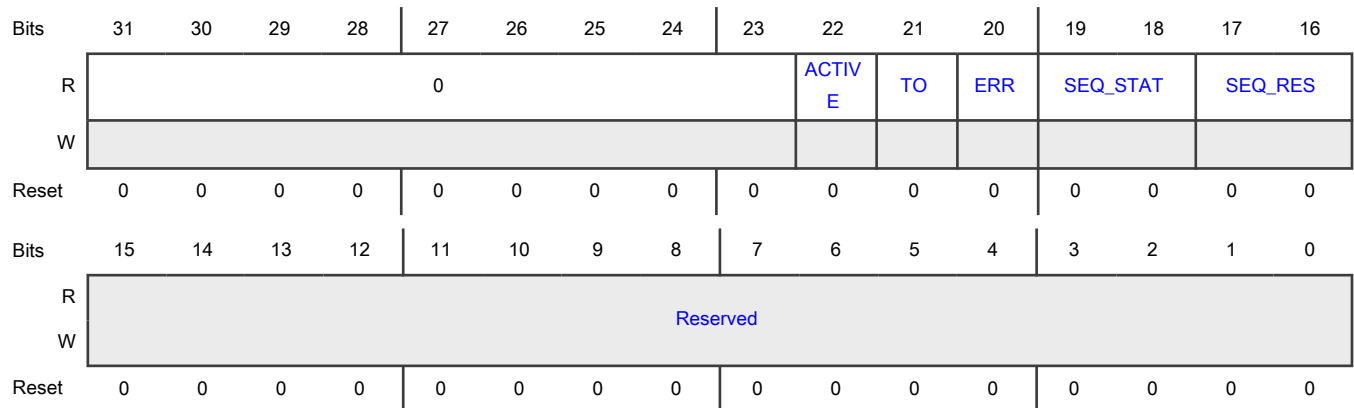 Bits 31 30 29 28 27 26 25 24 23 22 21 20 19 18 17 16
R 0 ACTIV TO ERR SEQ_STAT SEQ_RES
E
W
Reset 0 0 0 0 0 0 0 0 0 0 0 0 0 0 0 0
Bits 15 14 13 12 11 10 9 8 7 6 5 4 3 2 1 0
R
Reserved
W
Reset 0 0 0 0 0 0 0 0 0 0 0 0 0 0 0 0